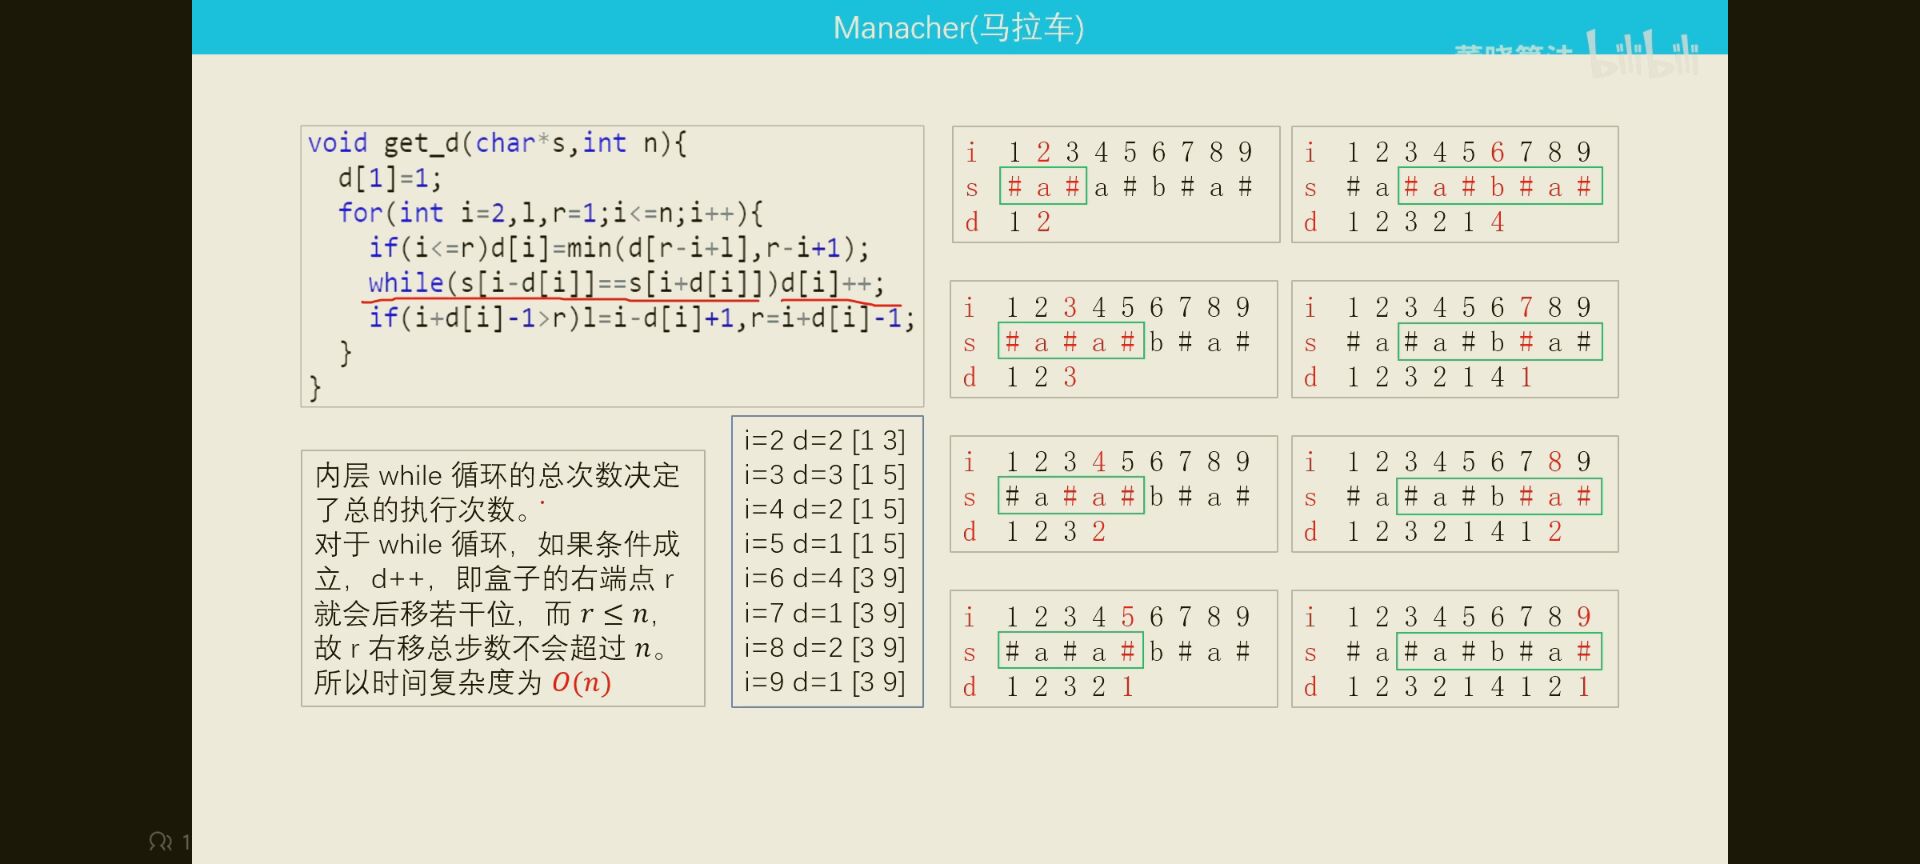 Manacher(马拉车)
董晓算法 bilibili
void get_d(char*s,int n){
d[1]=1;
for(int i=2,l,r=1;i<=n;i++){
if(i<=r)d[i]=min(d[r-i+l],r-i+1);
while(s[i-d[i]]==s[i+d[i]])d[i]++;
if(i+d[i]-1>r)l=i-d[i]+1,r=i+d[i]-1;
}
}
内层 while 循环的总次数决定
了总的执行次数。
对于 while 循环，如果条件成
立，d++，即盒子的右端点 r
就会后移若干位，而 r ≤ n，
故 r 右移总步数不会超过 n。
所以时间复杂度为 O(n)
i=2 d=2 [1 3]
i=3 d=3 [1 5]
i=4 d=2 [1 5]
i=5 d=1 [1 5]
i=6 d=4 [3 9]
i=7 d=1 [3 9]
i=8 d=2 [3 9]
i=9 d=1 [3 9]
i 1 2 3 4 5 6 7 8 9
s # a # a # b # a #
d 1 2
i 1 2 3 4 5 6 7 8 9
s # a # a # b # a #
d 1 2 3
i 1 2 3 4 5 6 7 8 9
s # a # a # b # a #
d 1 2 3 2
i 1 2 3 4 5 6 7 8 9
s # a # a # b # a #
d 1 2 3 2 1
i 1 2 3 4 5 6 7 8 9
s # a # a # b # a #
d 1 2 3 2 1 4
i 1 2 3 4 5 6 7 8 9
s # a # a # b # a #
d 1 2 3 2 1 4 1
i 1 2 3 4 5 6 7 8 9
s # a # a # b # a #
d 1 2 3 2 1 4 1 2
i 1 2 3 4 5 6 7 8 9
s # a # a # b # a #
d 1 2 3 2 1 4 1 2 1
1